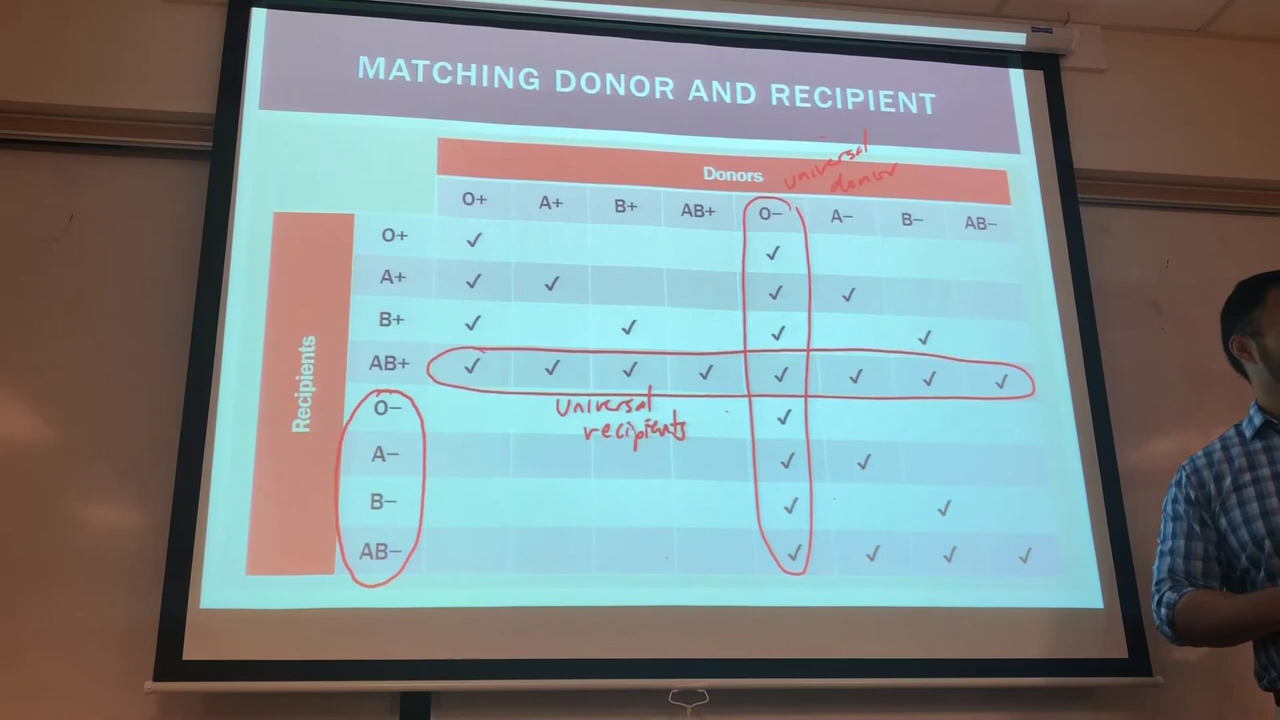 MATCHING DONOR AND RECIPIENT
universal
donor
Donors
O+ A+ B+ AB+ O− A− B− AB−
Recipients
O+ ✓ ✓
A+ ✓ ✓ ✓ ✓
B+ ✓ ✓ ✓ ✓
AB+ ✓ ✓ ✓ ✓ ✓ ✓ ✓ ✓
universal
recipients
O− ✓
A− ✓ ✓
B− ✓ ✓
AB− ✓ ✓ ✓ ✓